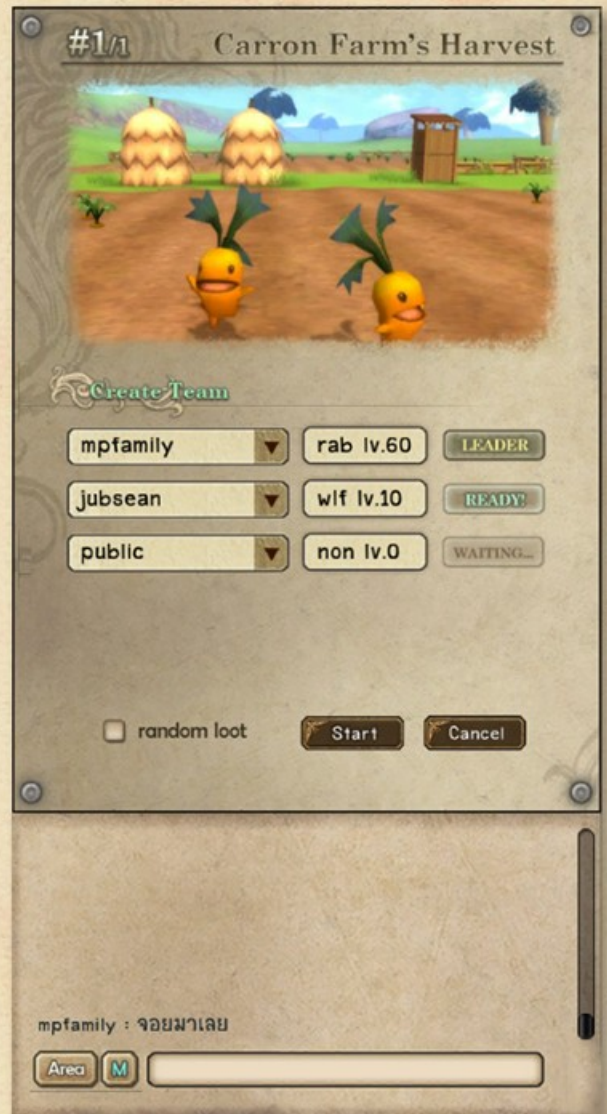 #1/1 Carron Farm's Harvest
Create Team
mpfamily rab lv.60 LEADER
jubsean wlf lv.10 READY!
public non lv.0 WAITING...
random loot Start Cancel
mpfamily : จอยมาเลย
Area M